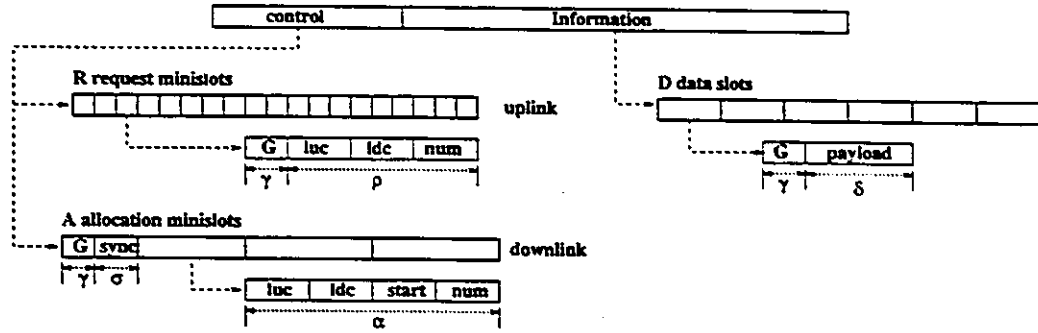 control Information
R request minislots
uplink
D data slots
G luc ldc num
G payload
γ ρ
γ δ
A allocation minislots
G sync
downlink
γ σ
luc ldc start num
α